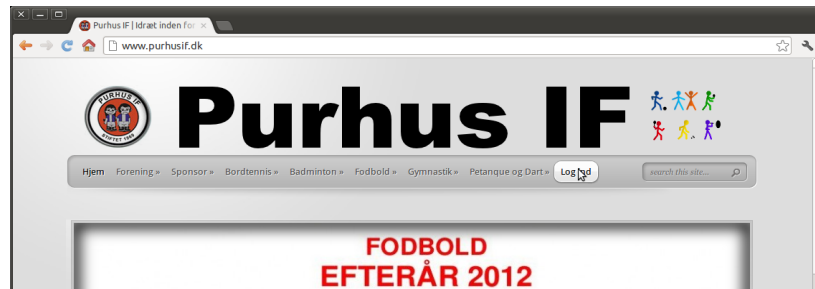 Purhus IF | Idræt inden for
www.purhusif.dk
PURHUS IF
STIFTET
Purhus IF
Hjem Forening » Sponsor » Bordtennis » Badminton » Fodbold » Gymnastik » Petanque og Dart » Log ind search this site...
FODBOLD
EFTERÅR 2012